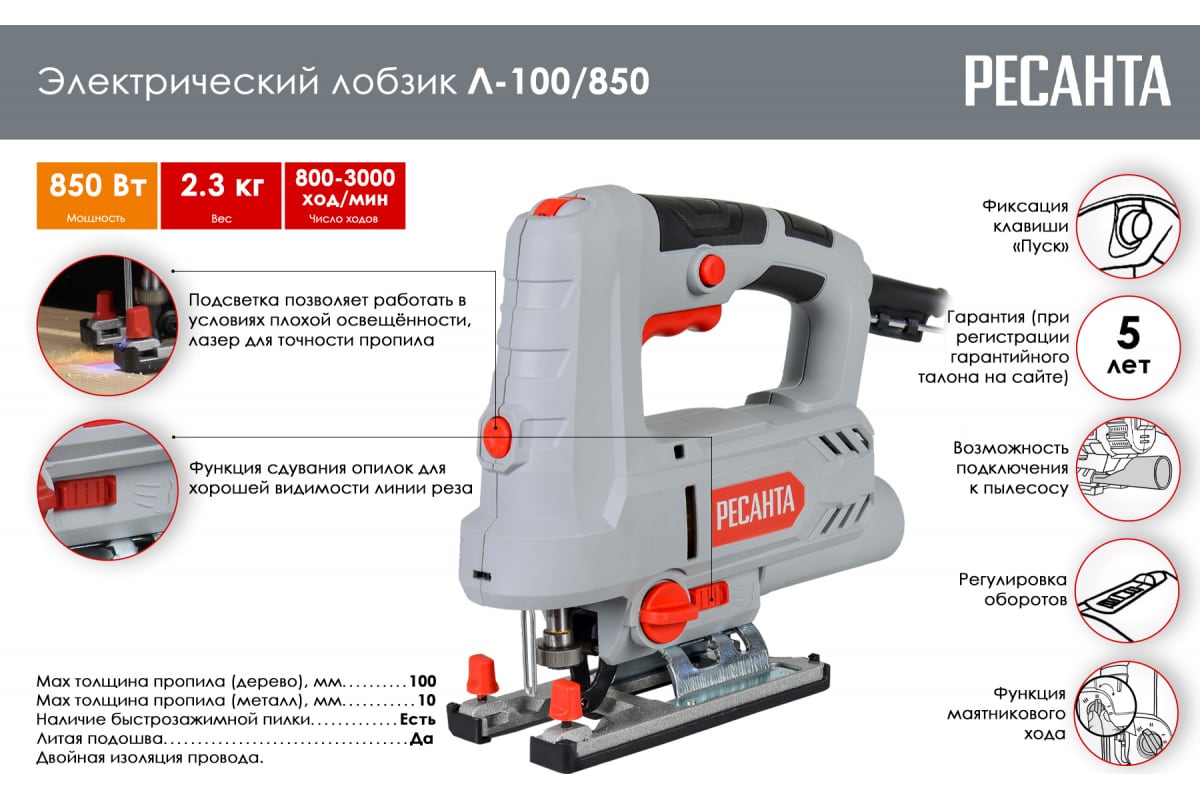 Электрический лобзик Л-100/850
РЕСАНТА
850 Вт
Мощность
2.3 кг
Вес
800-3000
ход/мин
Число ходов
Подсветка позволяет работать в
условиях плохой освещённости,
лазер для точности пропила
Функция сдувания опилок для
хорошей видимости линии реза
РЕСАНТА
Фиксация
клавиши
«Пуск»
Гарантия (при
регистрации
гарантийного
талона на сайте)
5
лет
Возможность
подключения
к пылесосу
Регулировка
оборотов
Функция
маятникового
хода
Мах толщина пропила (дерево), мм..........100
Мах толщина пропила (металл), мм...........10
Наличие быстрозажимной пилки.............Есть
Литая подошва.....................................Да
Двойная изоляция провода.